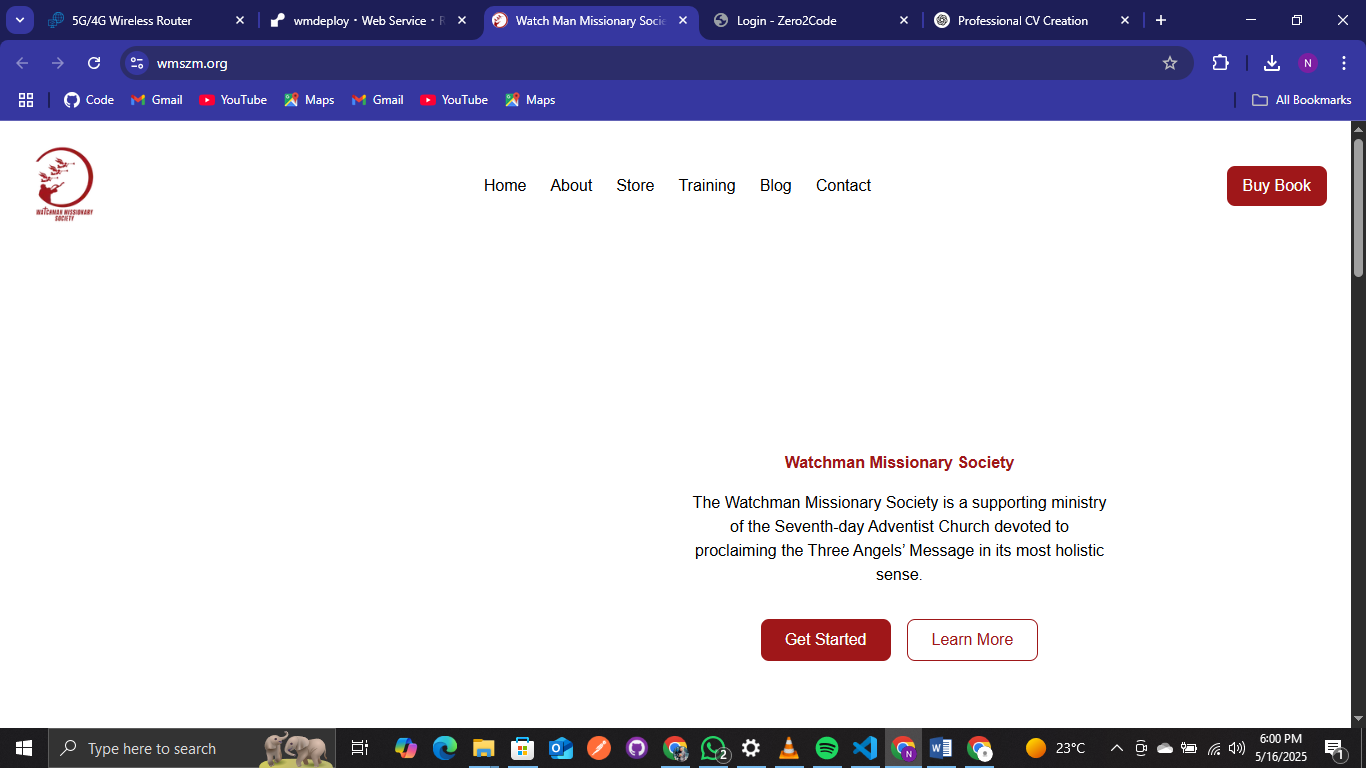 5G/4G Wireless Router
wmdeploy · Web Service · R
Watch Man Missionary Socie
Login - Zero2Code
Professional CV Creation
wmszm.org
N
Code
Gmail
YouTube
Maps
Gmail
YouTube
Maps
All Bookmarks
WATCHMAN MISSIONARY
SOCIETY
Home
About
Store
Training
Blog
Contact
Buy Book
Watchman Missionary Society
The Watchman Missionary Society is a supporting ministry
of the Seventh-day Adventist Church devoted to
proclaiming the Three Angels’ Message in its most holistic
sense.
Get Started
Learn More
Type here to search
2
N
23°C
6:00 PM
5/16/2025
1